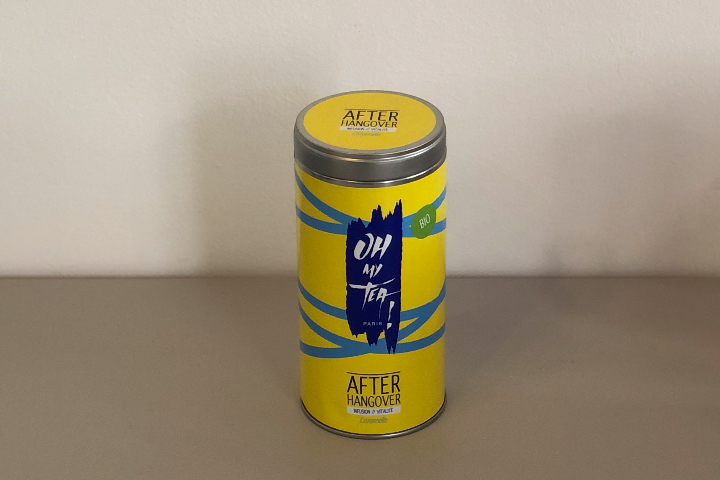 AFTER
HANGOVER
INFUSION // VITALITÉ
BIO
OH
MY
TEA
!
PARIS
AFTER
HANGOVER
INFUSION // VITALITÉ